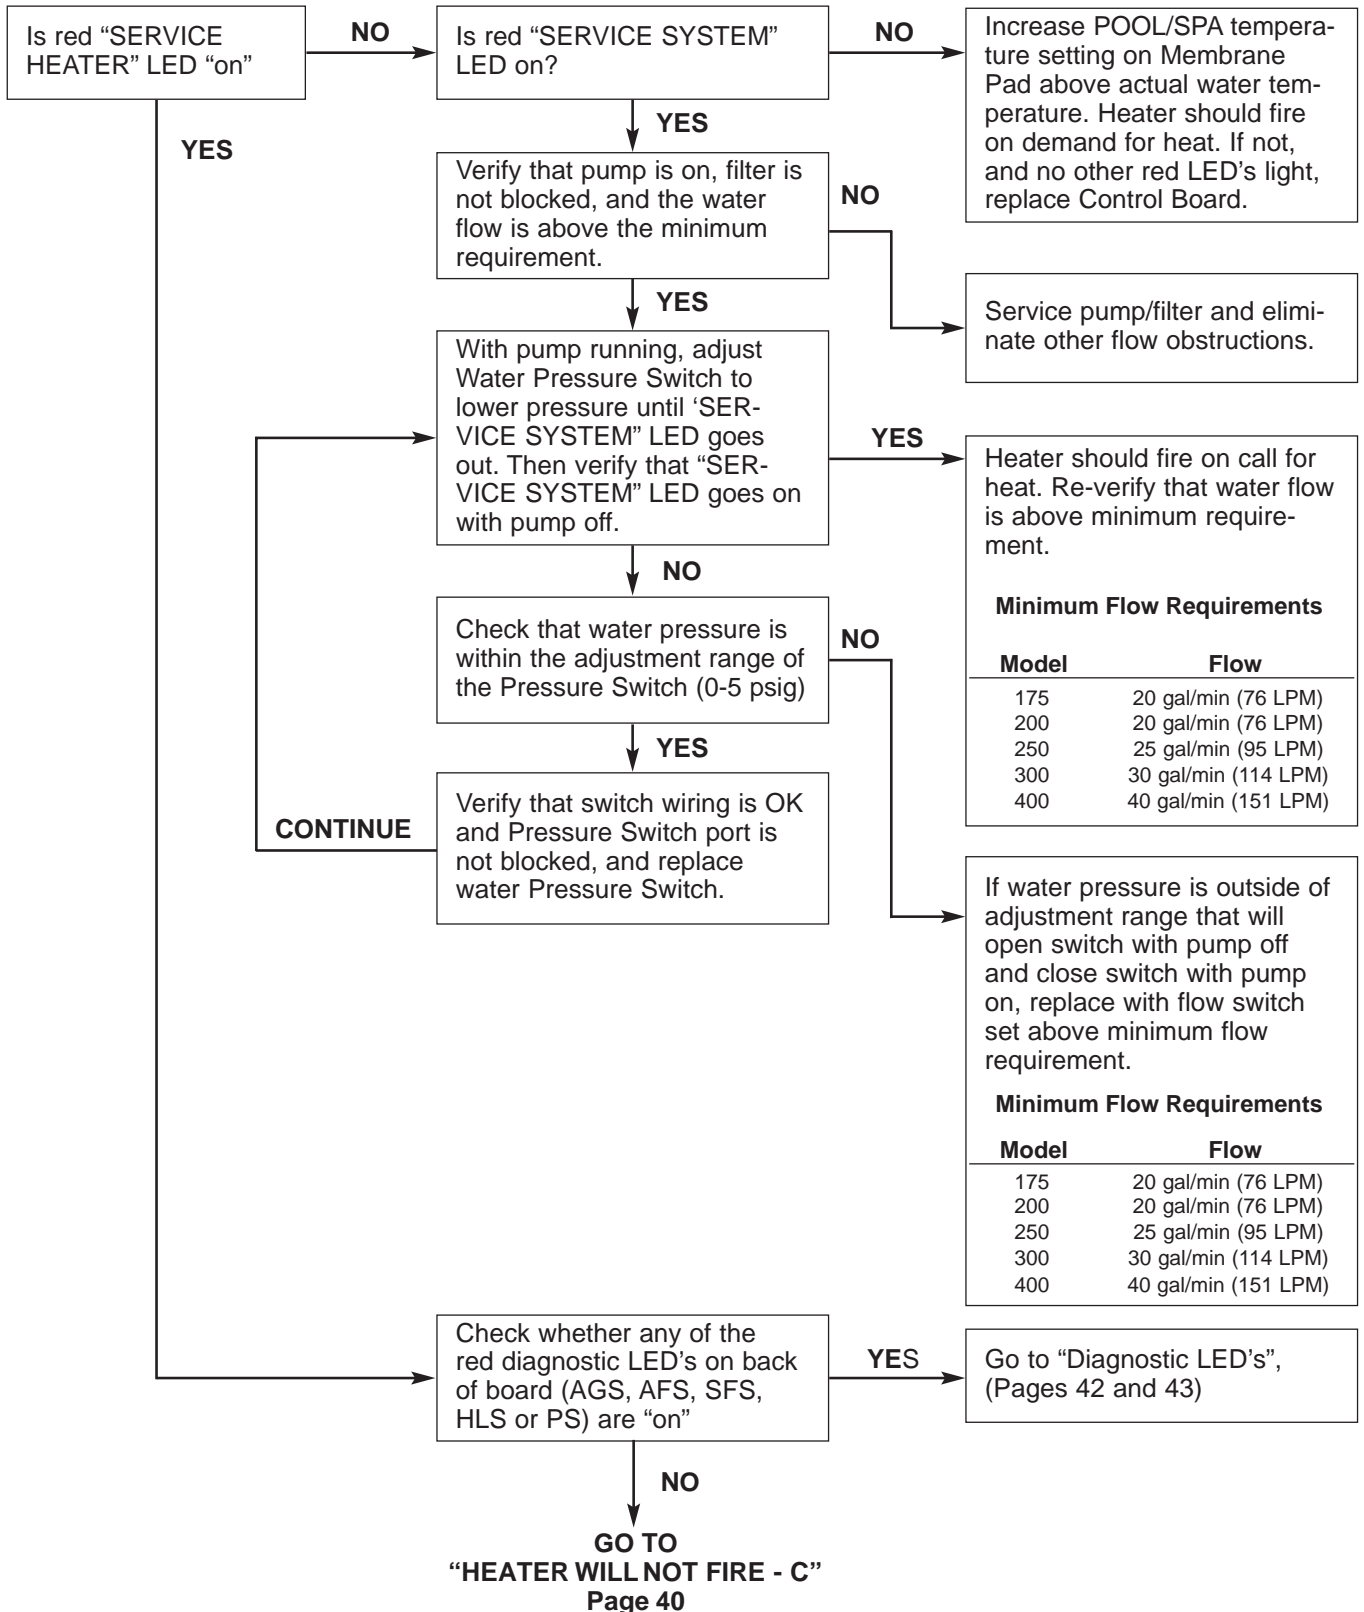 Is red “SERVICE
HEATER” LED “on”
NO
Is red “SERVICE SYSTEM”
LED on?
NO
Increase POOL/SPA tempera-
ture setting on Membrane
Pad above actual water tem-
perature. Heater should fire
on demand for heat. If not,
and no other red LED's light,
replace Control Board.
YES
YES
Verify that pump is on, filter is
not blocked, and the water
flow is above the minimum
requirement.
NO
Service pump/filter and elimi-
nate other flow obstructions.
YES
With pump running, adjust
Water Pressure Switch to
lower pressure until ‘SER-
VICE SYSTEM” LED goes
out. Then verify that “SER-
VICE SYSTEM” LED goes on
with pump off.
YES
Heater should fire on call for
heat. Re-verify that water flow
is above minimum require-
ment.
Minimum Flow Requirements
Model Flow
175 20 gal/min (76 LPM)
200 20 gal/min (76 LPM)
250 25 gal/min (95 LPM)
300 30 gal/min (114 LPM)
400 40 gal/min (151 LPM)
NO
Check that water pressure is
within the adjustment range of
the Pressure Switch (0-5 psig)
NO
YES
Verify that switch wiring is OK
and Pressure Switch port is
not blocked, and replace
water Pressure Switch.
CONTINUE
If water pressure is outside of
adjustment range that will
open switch with pump off
and close switch with pump
on, replace with flow switch
set above minimum flow
requirement.
Minimum Flow Requirements
Model Flow
175 20 gal/min (76 LPM)
200 20 gal/min (76 LPM)
250 25 gal/min (95 LPM)
300 30 gal/min (114 LPM)
400 40 gal/min (151 LPM)
Check whether any of the
red diagnostic LED's on back
of board (AGS, AFS, SFS,
HLS or PS) are “on”
YES
Go to “Diagnostic LED's”,
(Pages 42 and 43)
NO
GO TO
“HEATER WILL NOT FIRE - C”
Page 40